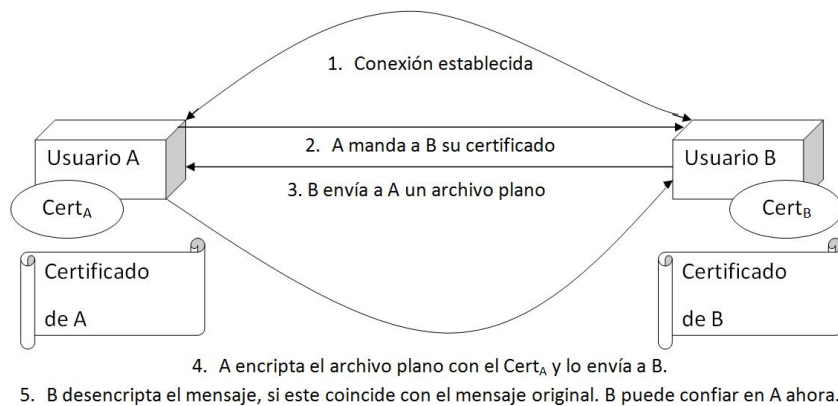 1. Conexión establecida
Usuario A
2. A manda a B su certificado
Usuario B
3. B envía a A un archivo plano
CertA
CertB
Certificado
de A
Certificado
de B
4. A encripta el archivo plano con el CertA y lo envía a B.
5. B desencripta el mensaje, si este coincide con el mensaje original. B puede confiar en A ahora.